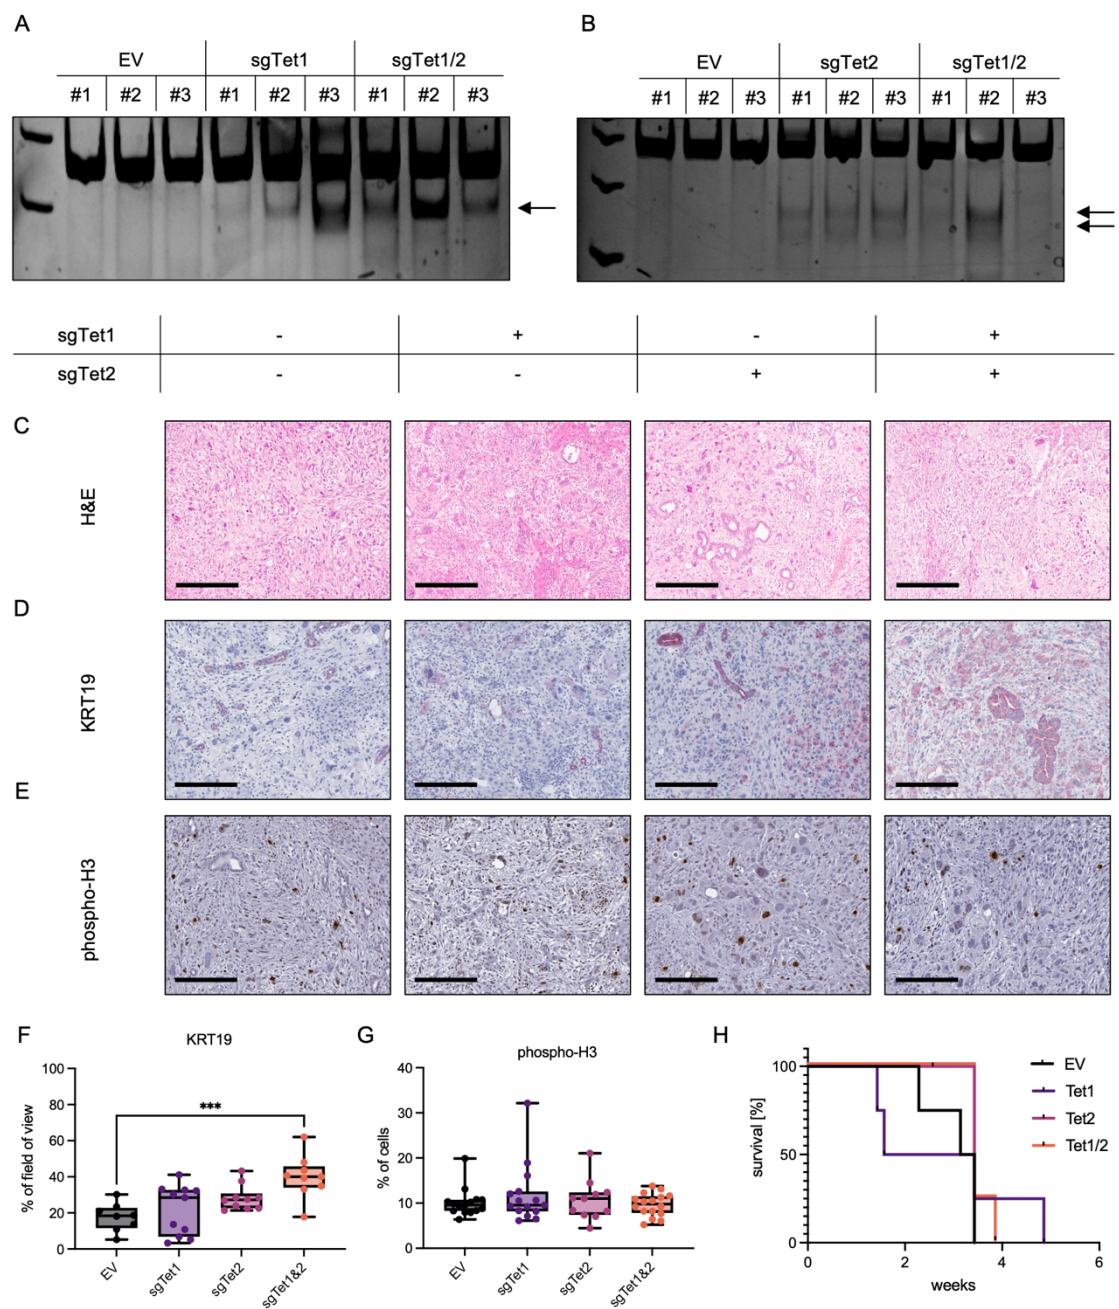 A
B
EV sgTet1 sgTet1/2
#1 #2 #3 #1 #2 #3 #1 #2 #3
EV sgTet2 sgTet1/2
#1 #2 #3 #1 #2 #3 #1 #2 #3
sgTet1 - + - +
sgTet2 - - + +
C
H&E
D
KRT19
E
phospho-H3
F
KRT19
% of field of view
100
80
60
40
20
0
***
EV sgTet1 sgTet2 sgTet1&2
G
phospho-H3
% of cells
40
30
20
10
0
EV sgTet1 sgTet2 sgTet1&2
H
survival [%]
100
50
0
0 2 4 6
weeks
EV
Tet1
Tet2
Tet1/2